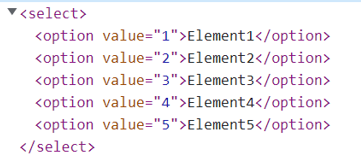 <select>
<option value="1">Element1</option>
<option value="2">Element2</option>
<option value="3">Element3</option>
<option value="4">Element4</option>
<option value="5">Element5</option>
</select>